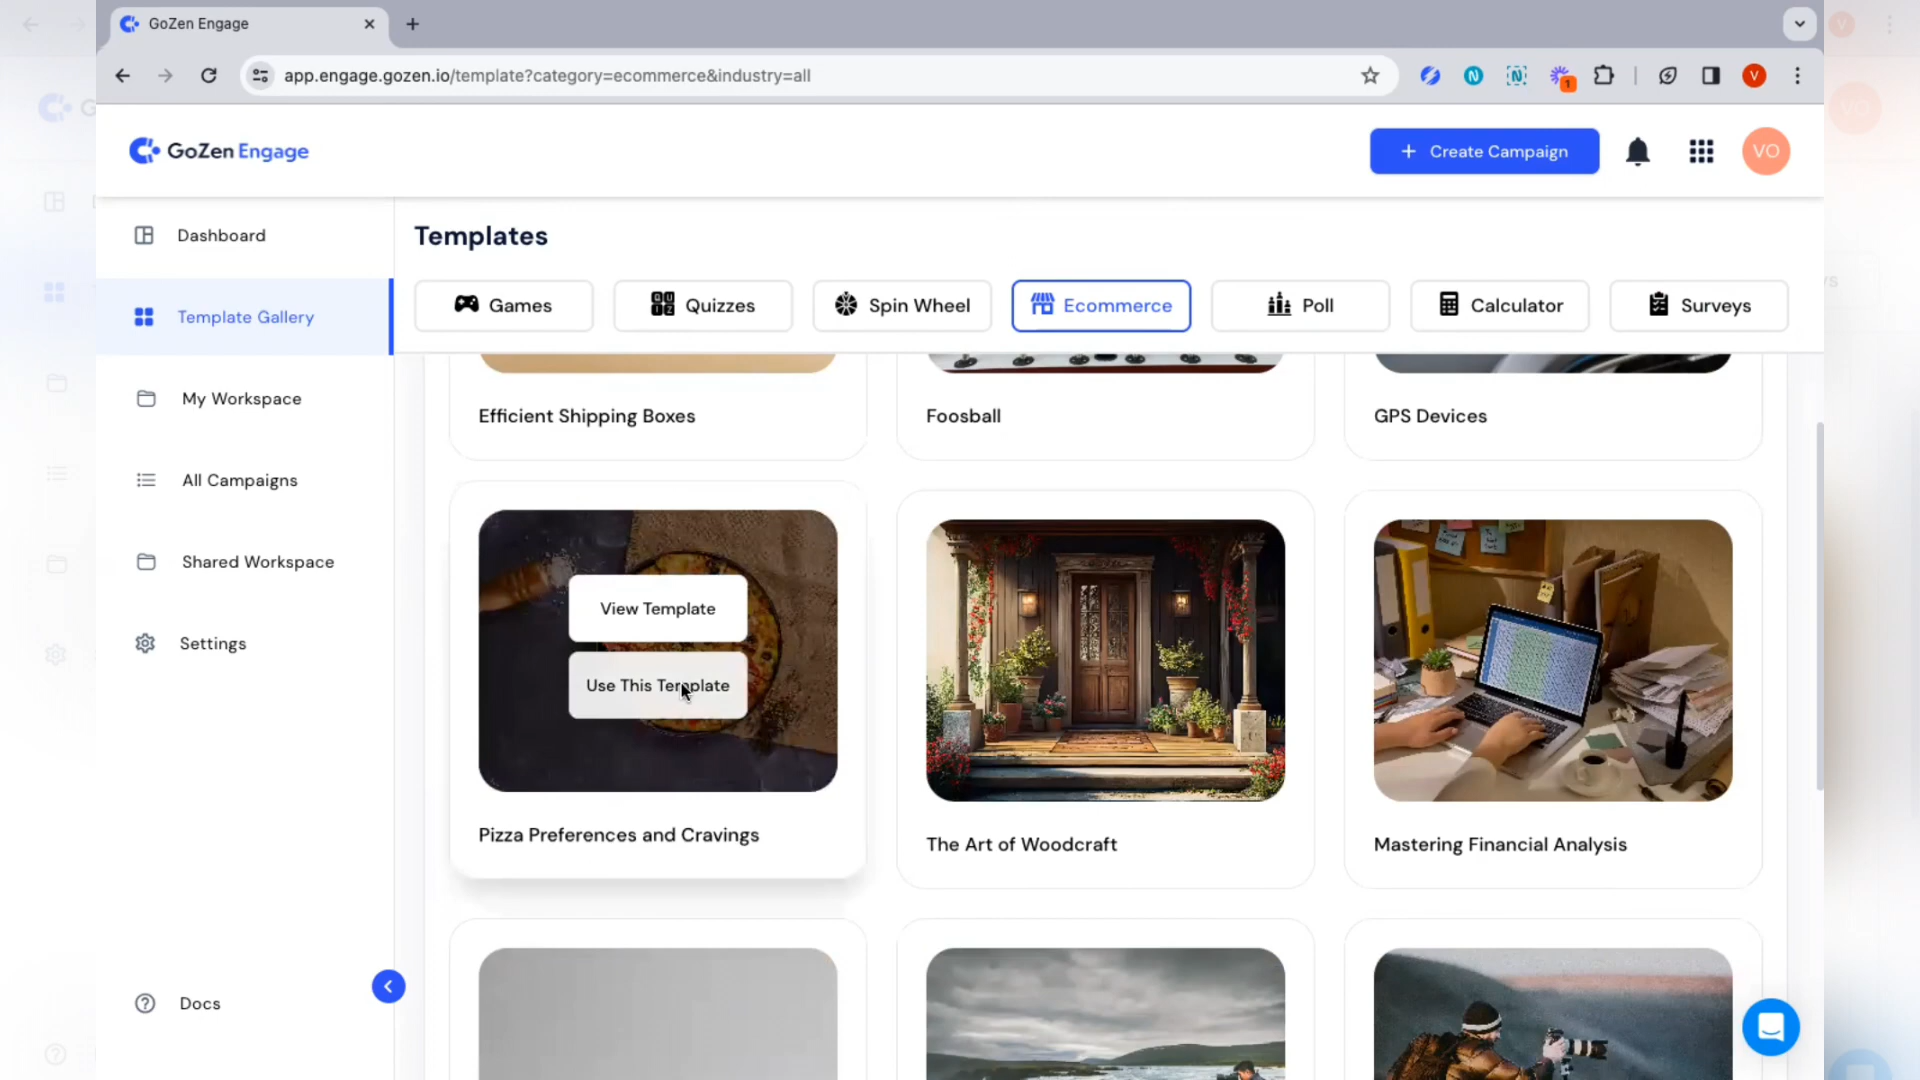 GoZen Engage
app.engage.gozen.io/template?category=ecommerce&industry=all
1
V
GoZen Engage
+ Create Campaign
VO
Dashboard
Template Gallery
My Workspace
All Campaigns
Shared Workspace
Settings
Docs
Templates
Games
Quizzes
Spin Wheel
Ecommerce
Poll
Calculator
Surveys
Efficient Shipping Boxes
Foosball
GPS Devices
View Template
Use This Template
Pizza Preferences and Cravings
The Art of Woodcraft
Mastering Financial Analysis